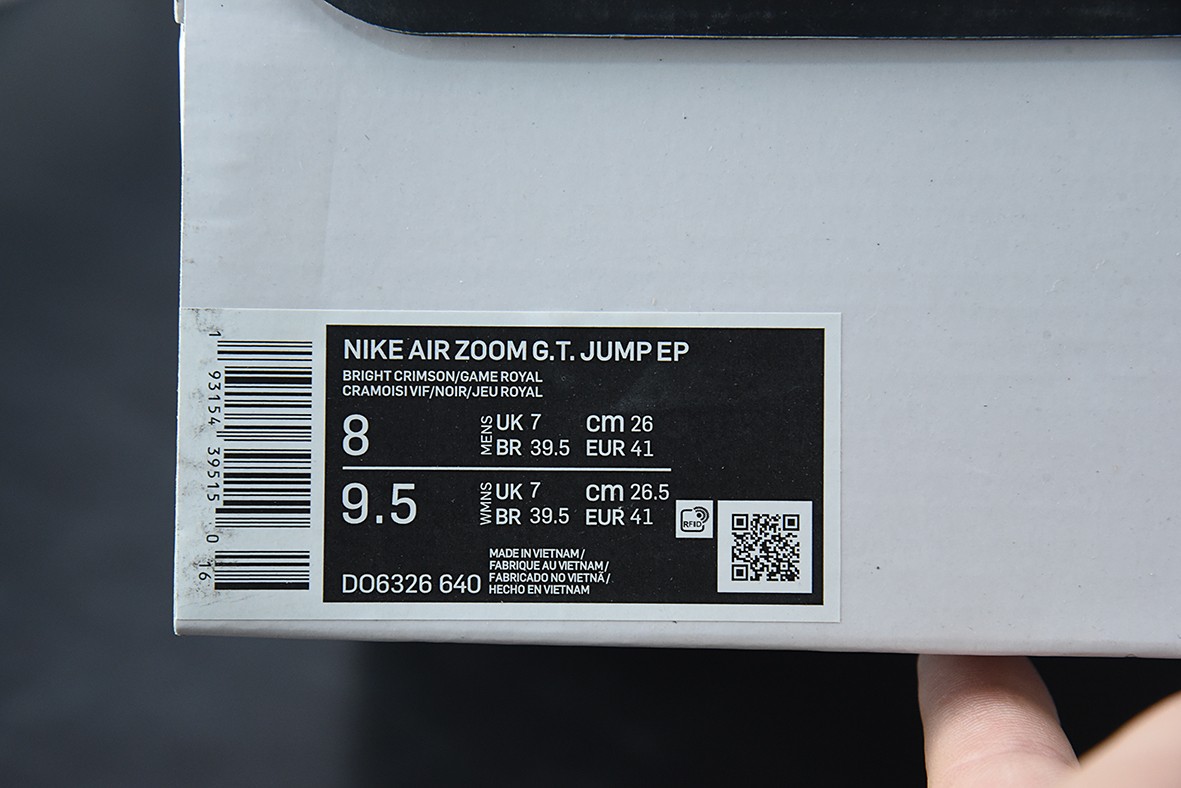 1 93154 39515 0 16
NIKE AIR ZOOM G.T. JUMP EP
BRIGHT CRIMSON/GAME ROYAL
CRAMOISI VIF/NOIR/JEU ROYAL
8 MENS UK 7 cm 26
BR 39.5 EUR 41
9.5 WMNS UK 7 cm 26.5
BR 39.5 EUR 41
RFID
MADE IN VIETNAM/
FABRIQUE AU VIETNAM/
FABRICADO NO VIETNÃ/
DO6326 640 HECHO EN VIETNAM